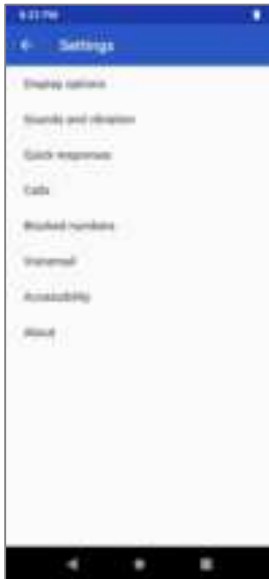 Settings
Display options
Sounds and vibration
Quick responses
Calls
Blocked numbers
Voicemail
Accessibility
About